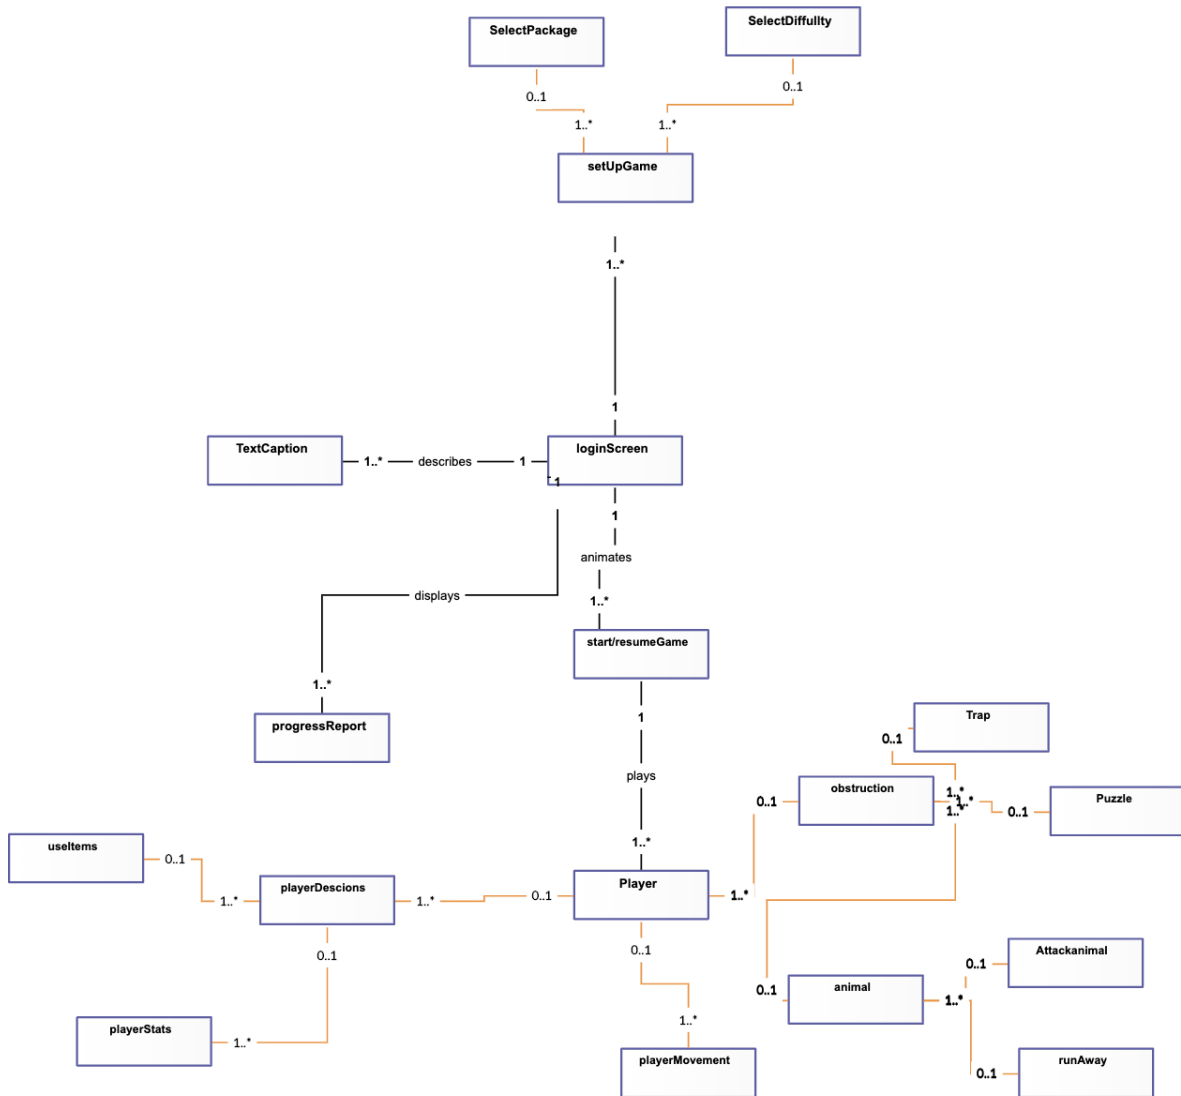 SelectPackage
SelectDiffullty
0..1
0..1
1..*
1..*
setUpGame
1..*
1
TextCaption
1..*
describes
1
loginScreen
1
1
animates
displays
1..*
start/resumeGame
1..*
progressReport
1
plays
1..*
Trap
0..1
obstruction
0..1
1..*
1..*
1..*
0..1
Puzzle
useItems
0..1
playerDescions
1..*
1..*
0..1
Player
1..*
0..1
0..1
Attackanimal
0..1
animal
0..1
1..*
playerStats
1..*
1..*
playerMovement
0..1
runAway